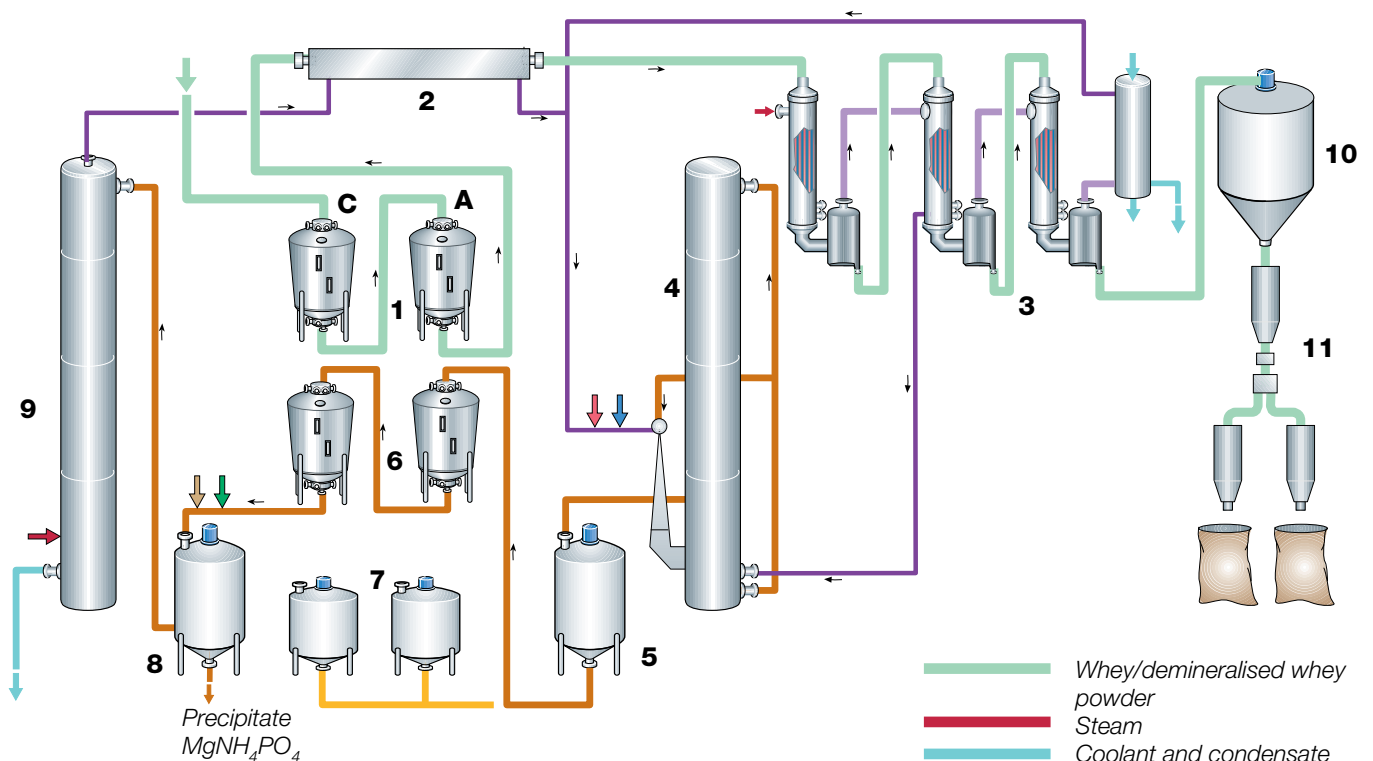 2
10
C
A
4
1
3
11
9
6
7
8
5
Precipitate
MgNH₄PO₄
Whey/demineralised whey
powder
Steam
Coolant and condensate